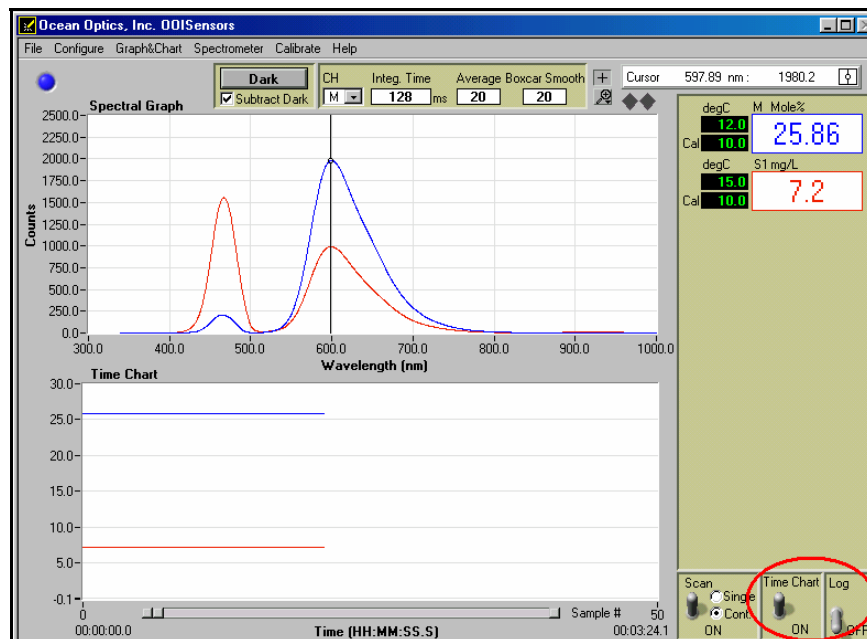 Ocean Optics, Inc. OOISensors
File Configure Graph&Chart Spectrometer Calibrate Help
Dark
Subtract Dark
CH Integ. Time Average Boxcar Smooth
M 128 ms 20 20
Cursor 597.89 nm : 1980.2
Spectral Graph
2500.0
2250.0
2000.0
1750.0
1500.0
1250.0
1000.0
750.0
500.0
250.0
0.0
Counts
300.0 400.0 500.0 600.0 700.0 800.0 900.0 1000.0
Wavelength (nm)
degC M Mole%
12.0 25.86
Cal 10.0
degC S1 mg/L
15.0 7.2
Cal 10.0
Time Chart
30.0
25.0
20.0
15.0
10.0
5.0
-0.1
0 Sample # 50
00:00:00.0 Time (HH:MM:SS.S) 00:03:24.1
Scan
Single
Cont.
ON
Time Chart
ON
Log
OFF